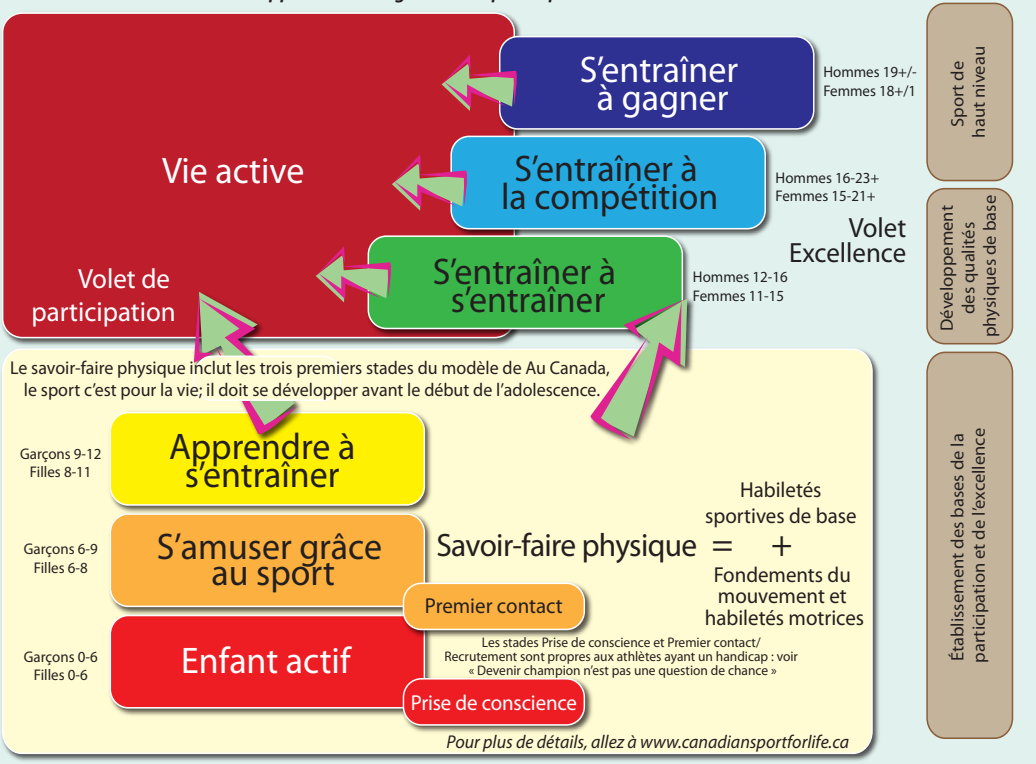 S'entraîner
à gagner
Hommes 19+/-
Femmes 18+/1
Sport de
haut niveau
Vie active
S'entraîner à
la compétition
Hommes 16-23+
Femmes 15-21+
Volet
Excellence
Développement
des qualités
physiques de base
Volet de
participation
S'entraîner à
s'entraîner
Hommes 12-16
Femmes 11-15
Le savoir-faire physique inclut les trois premiers stades du modèle de Au Canada,
le sport c'est pour la vie; il doit se développer avant le début de l'adolescence.
Garçons 9-12
Filles 8-11
Apprendre à
s'entraîner
Garçons 6-9
Filles 6-8
S'amuser grâce
au sport
Premier contact
Savoir-faire physique =
Habiletés
sportives de base
+
Fondements du
mouvement et
habiletés motrices
Établissement des bases de la
participation et de l'excellence
Garçons 0-6
Filles 0-6
Enfant actif
Prise de conscience
Les stades Prise de conscience et Premier contact/
Recrutement sont propres aux athlètes ayant un handicap : voir
« Devenir champion n'est pas une question de chance »
Pour plus de détails, allez à www.canadiansportforlife.ca